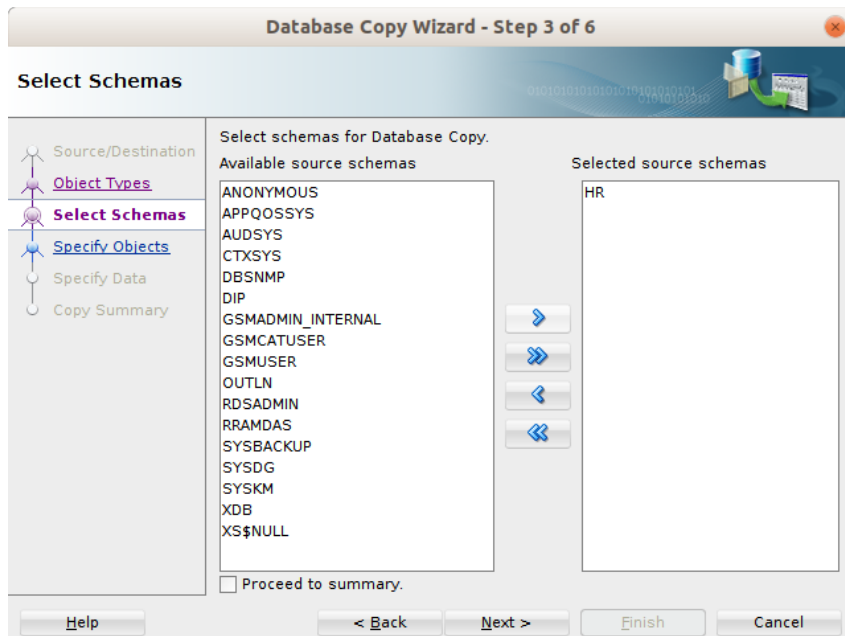 Database Copy Wizard - Step 3 of 6
Select Schemas
Source/Destination
Object Types
Select Schemas
Specify Objects
Specify Data
Copy Summary
Select schemas for Database Copy.
Available source schemas
ANONYMOUS
APPQOSSYS
AUDSYS
CTXSYS
DBSNMP
DIP
GSMADMIN_INTERNAL
GSMCATUSER
GSMUSER
OUTLN
RDSADMIN
RRAMDAS
SYSBACKUP
SYSDG
SYSKM
XDB
XS$NULL
Selected source schemas
HR
Proceed to summary.
Help
< Back
Next >
Finish
Cancel